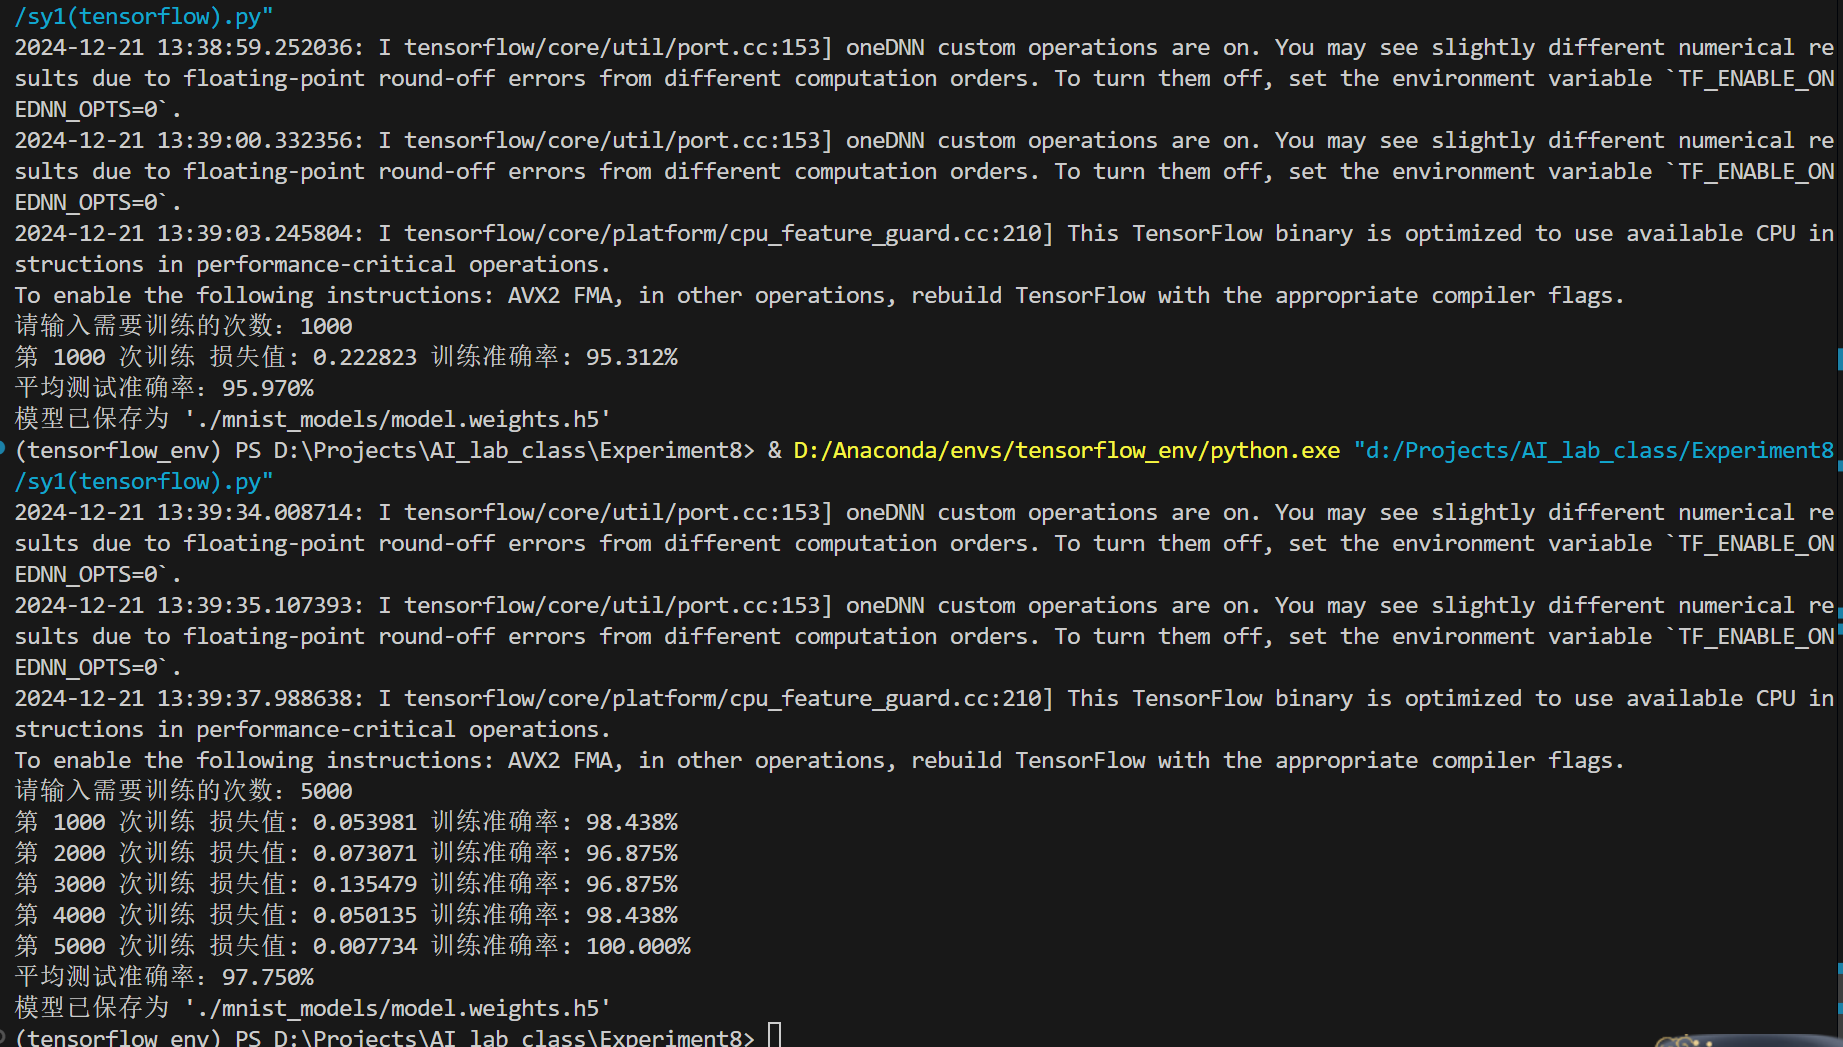 /sy1(tensorflow).py"
2024-12-21 13:38:59.252036: I tensorflow/core/util/port.cc:153] oneDNN custom operations are on. You may see slightly different numerical re
sults due to floating-point round-off errors from different computation orders. To turn them off, set the environment variable `TF_ENABLE_ON
EDNN_OPTS=0`.
2024-12-21 13:39:00.332356: I tensorflow/core/util/port.cc:153] oneDNN custom operations are on. You may see slightly different numerical re
sults due to floating-point round-off errors from different computation orders. To turn them off, set the environment variable `TF_ENABLE_ON
EDNN_OPTS=0`.
2024-12-21 13:39:03.245804: I tensorflow/core/platform/cpu_feature_guard.cc:210] This TensorFlow binary is optimized to use available CPU in
structions in performance-critical operations.
To enable the following instructions: AVX2 FMA, in other operations, rebuild TensorFlow with the appropriate compiler flags.
请输入需要训练的次数: 1000
第 1000 次训练 损失值: 0.222823 训练准确率: 95.312%
平均测试准确率: 95.970%
模型已保存为 './mnist_models/model.weights.h5'
(tensorflow_env) PS D:\Projects\AI_lab_class\Experiment8> & D:/Anaconda/envs/tensorflow_env/python.exe "d:/Projects/AI_lab_class/Experiment8
/sy1(tensorflow).py"
2024-12-21 13:39:34.008714: I tensorflow/core/util/port.cc:153] oneDNN custom operations are on. You may see slightly different numerical re
sults due to floating-point round-off errors from different computation orders. To turn them off, set the environment variable `TF_ENABLE_ON
EDNN_OPTS=0`.
2024-12-21 13:39:35.107393: I tensorflow/core/util/port.cc:153] oneDNN custom operations are on. You may see slightly different numerical re
sults due to floating-point round-off errors from different computation orders. To turn them off, set the environment variable `TF_ENABLE_ON
EDNN_OPTS=0`.
2024-12-21 13:39:37.988638: I tensorflow/core/platform/cpu_feature_guard.cc:210] This TensorFlow binary is optimized to use available CPU in
structions in performance-critical operations.
To enable the following instructions: AVX2 FMA, in other operations, rebuild TensorFlow with the appropriate compiler flags.
请输入需要训练的次数: 5000
第 1000 次训练 损失值: 0.053981 训练准确率: 98.438%
第 2000 次训练 损失值: 0.073071 训练准确率: 96.875%
第 3000 次训练 损失值: 0.135479 训练准确率: 96.875%
第 4000 次训练 损失值: 0.050135 训练准确率: 98.438%
第 5000 次训练 损失值: 0.007734 训练准确率: 100.000%
平均测试准确率: 97.750%
模型已保存为 './mnist_models/model.weights.h5'
(tensorflow_env) PS D:\Projects\AI_lab_class\Experiment8>